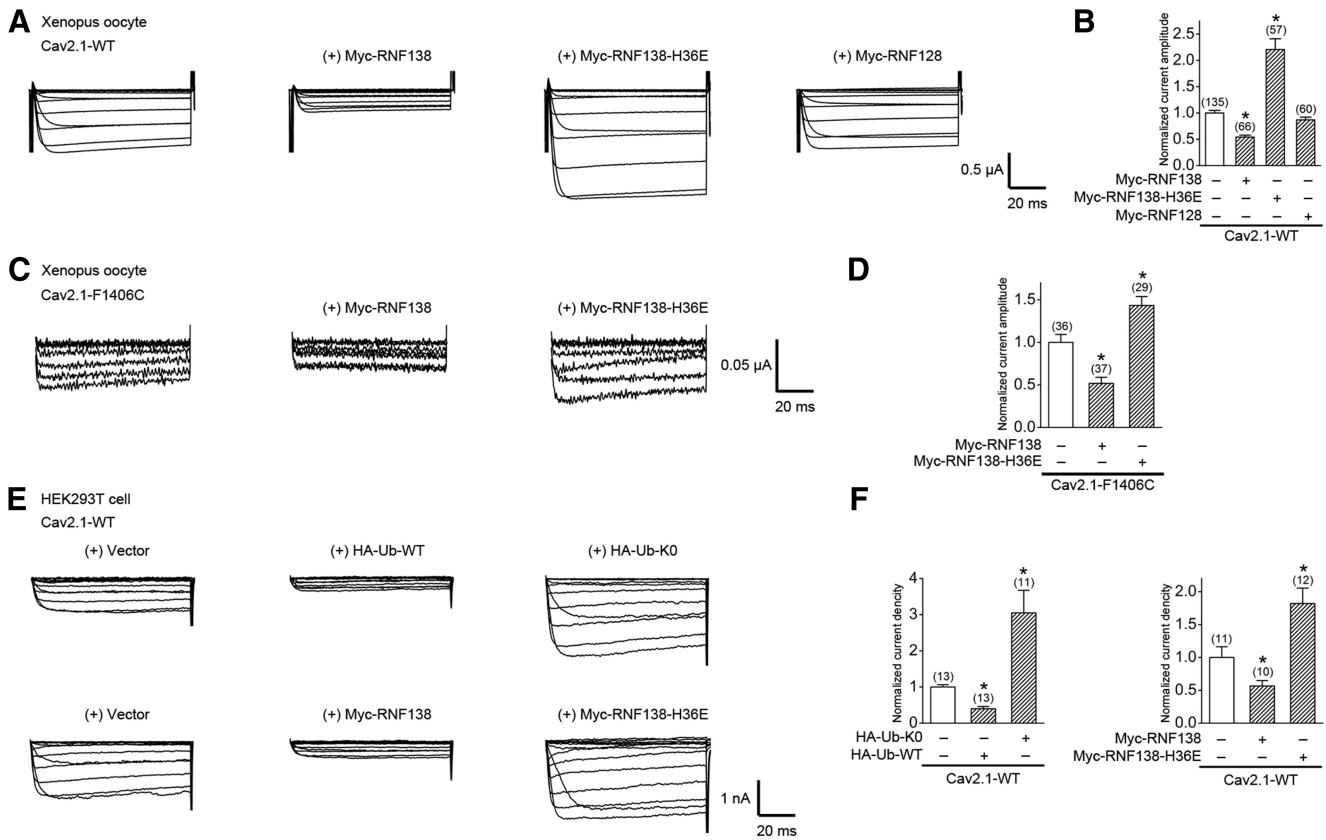 A
Xenopus oocyte
Cav2.1-WT
(+) Myc-RNF138
(+) Myc-RNF138-H36E
(+) Myc-RNF128
0.5 µA
20 ms
B
Normalized current amplitude
2.5
2.0
1.5
1.0
0.5
0.0
(135)
*
(66)
*
(57)
(60)
Myc-RNF138 – + – –
Myc-RNF138-H36E – – + –
Myc-RNF128 – – – +
Cav2.1-WT
C
Xenopus oocyte
Cav2.1-F1406C
(+) Myc-RNF138
(+) Myc-RNF138-H36E
0.05 µA
20 ms
D
Normalized current amplitude
1.5
1.0
0.5
0.0
(36)
*
(37)
*
(29)
Myc-RNF138 – + –
Myc-RNF138-H36E – – +
Cav2.1-F1406C
E
HEK293T cell
Cav2.1-WT
(+) Vector
(+) HA-Ub-WT
(+) HA-Ub-K0
(+) Vector
(+) Myc-RNF138
(+) Myc-RNF138-H36E
1 nA
20 ms
F
Normalized current dencity
4
3
2
1
0
(13)
*
(13)
*
(11)
HA-Ub-K0 – – +
HA-Ub-WT – + –
Cav2.1-WT
Normalized current density
2.0
1.5
1.0
0.5
0.0
(11)
*
(10)
*
(12)
Myc-RNF138 – + –
Myc-RNF138-H36E – – +
Cav2.1-WT